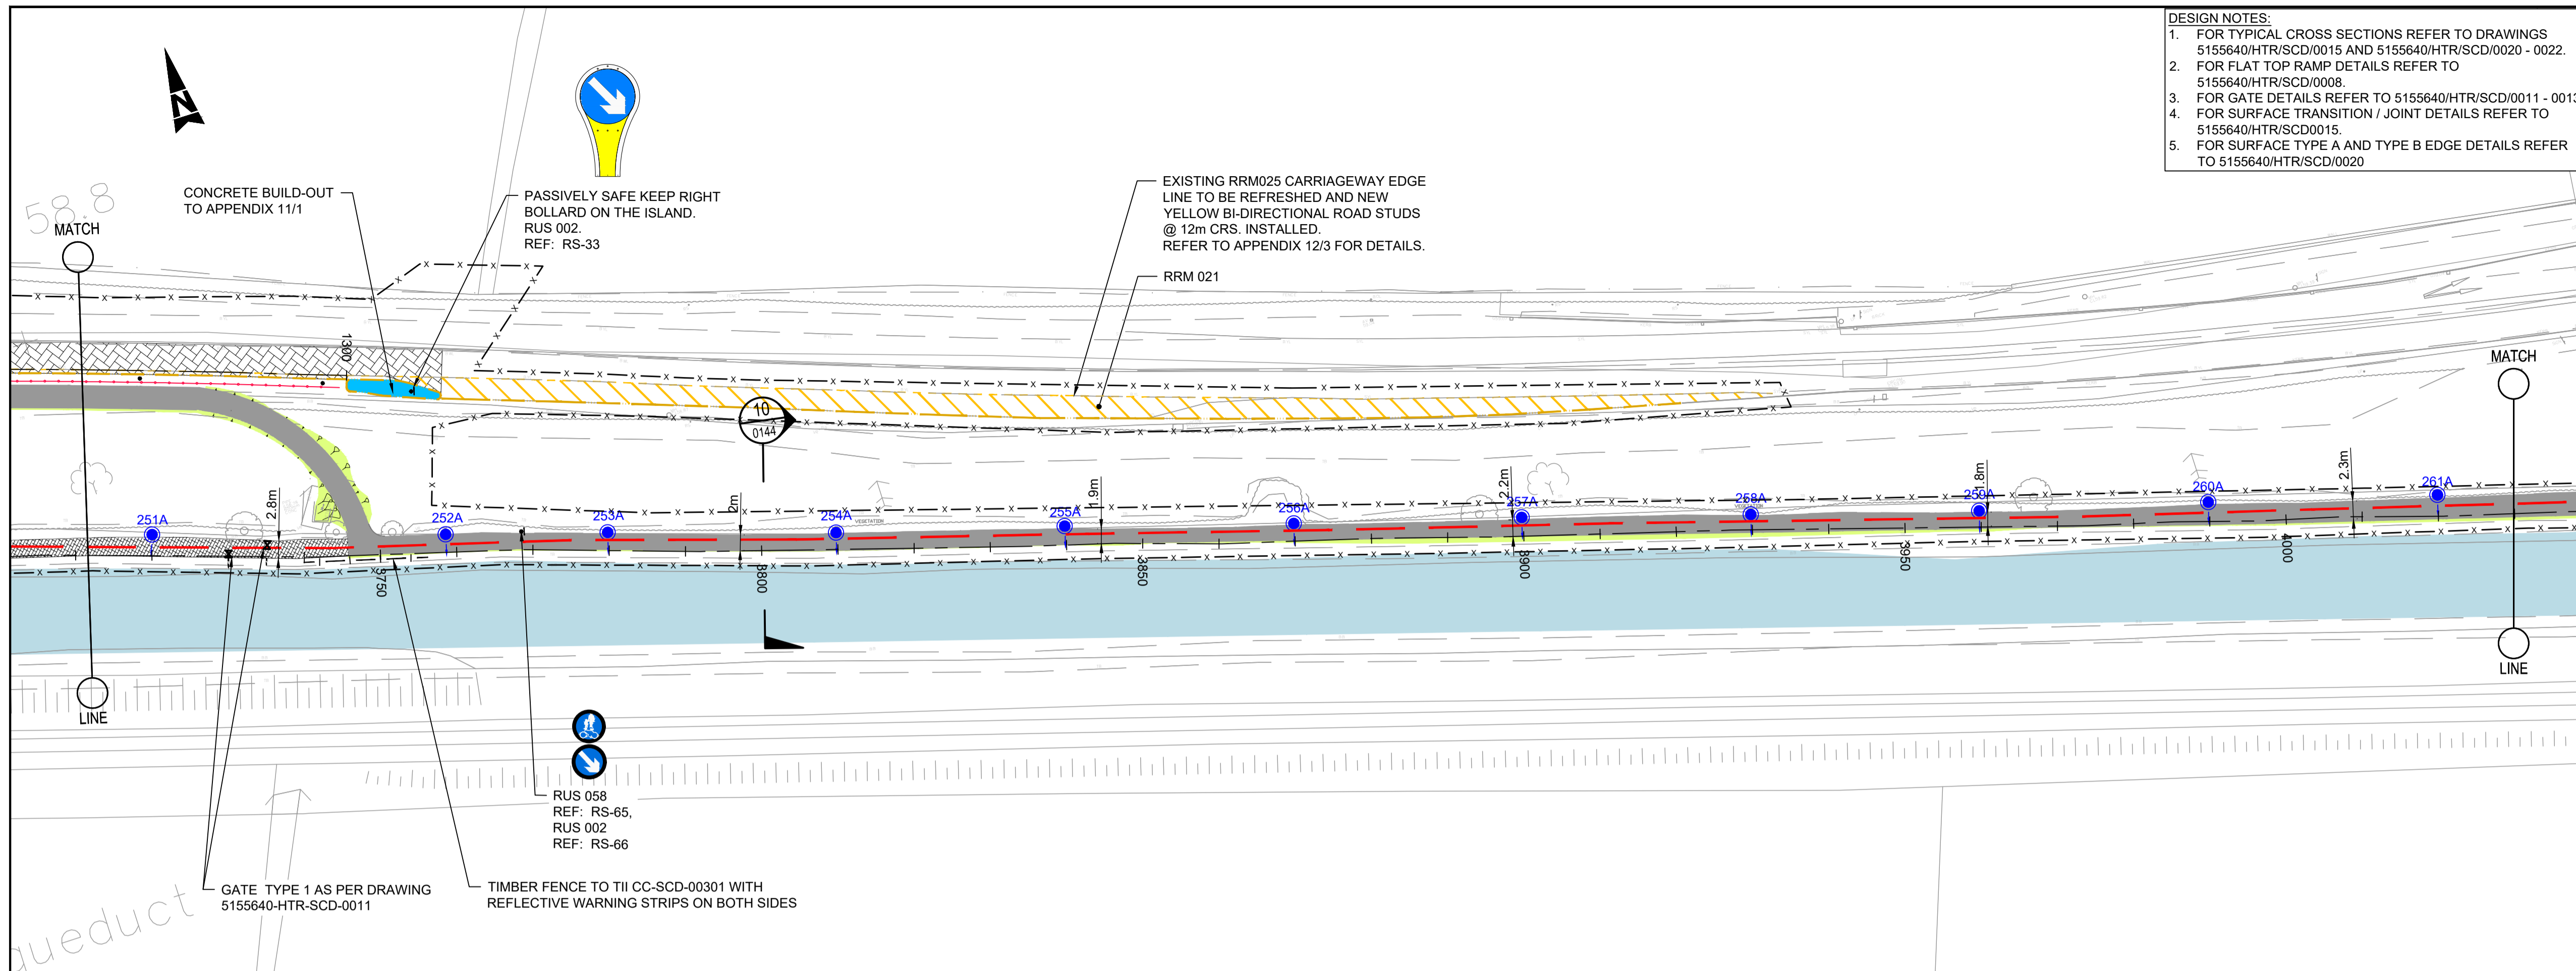 DESIGN NOTES:
1. FOR TYPICAL CROSS SECTIONS REFER TO DRAWINGS
5155640/HTR/SCD/0015 AND 5155640/HTR/SCD/0020 - 0022.
2. FOR FLAT TOP RAMP DETAILS REFER TO
5155640/HTR/SCD/0008.
3. FOR GATE DETAILS REFER TO 5155640/HTR/SCD/0011 - 0013
4. FOR SURFACE TRANSITION / JOINT DETAILS REFER TO
5155640/HTR/SCD0015.
5. FOR SURFACE TYPE A AND TYPE B EDGE DETAILS REFER
TO 5155640/HTR/SCD/0020
N
58.8
MATCH
CONCRETE BUILD-OUT
TO APPENDIX 11/1
PASSIVELY SAFE KEEP RIGHT
BOLLARD ON THE ISLAND.
RUS 002.
REF: RS-33
EXISTING RRM025 CARRIAGEWAY EDGE
LINE TO BE REFRESHED AND NEW
YELLOW BI-DIRECTIONAL ROAD STUDS
@ 12m CRS. INSTALLED.
REFER TO APPENDIX 12/3 FOR DETAILS.
RRM 021
1300
10
0144
MATCH
251A
2.8m
252A
253A
2m
254A
VEGETATION
255A
1.9m
256A
2.2m
257A
258A
VEGETATION
259A
1.8m
260A
2.3m
261A
3750
3800
3850
3900
3950
4000
LINE
LINE
RUS 058
REF: RS-65,
RUS 002
REF: RS-66
GATE TYPE 1 AS PER DRAWING
5155640-HTR-SCD-0011
TIMBER FENCE TO TII CC-SCD-00301 WITH
REFLECTIVE WARNING STRIPS ON BOTH SIDES
queduct